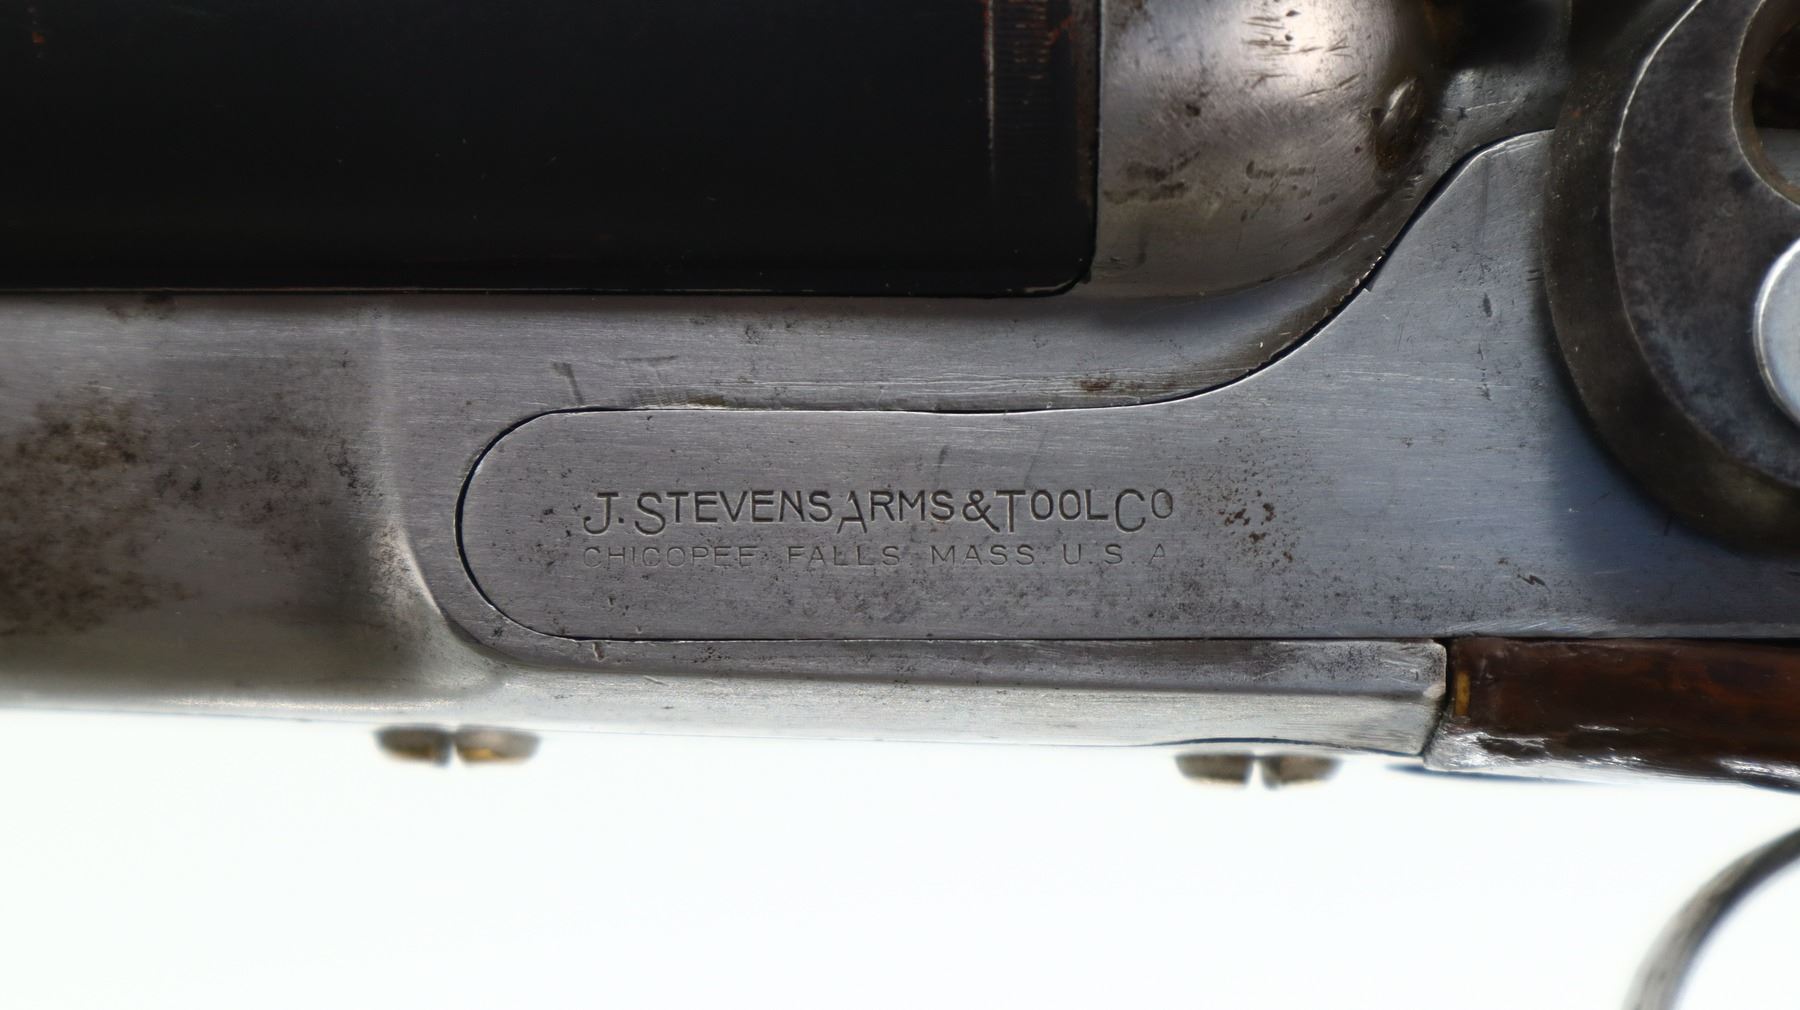 J. STEVENS ARMS & TOOL CO
CHICOPEE FALLS MASS. U.S.A